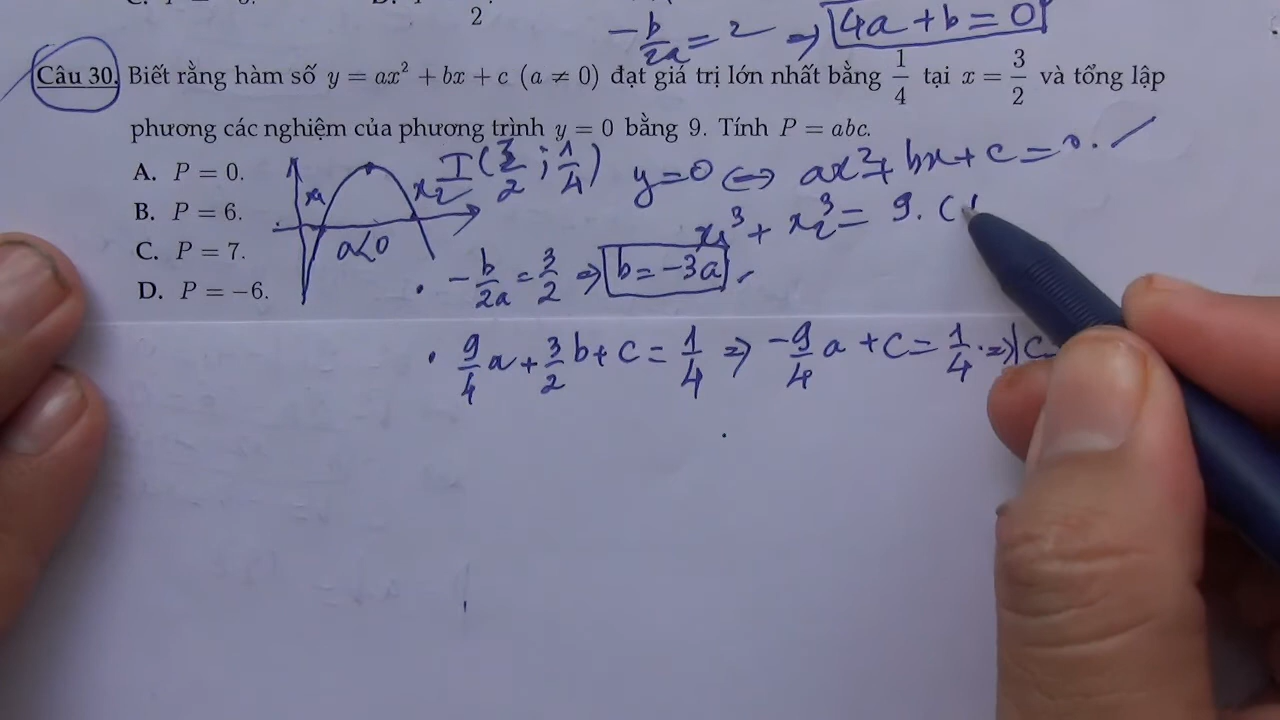 2
-b/2a = 2 => 4a + b = 0
Câu 30. Biết rằng hàm số y = ax² + bx + c (a ≠ 0) đạt giá trị lớn nhất bằng 1/4 tại x = 3/2 và tổng lập
phương các nghiệm của phương trình y = 0 bằng 9. Tính P = abc.
A. P = 0.
B. P = 6.
C. P = 7.
D. P = −6.
x₁ x₂
a<0
I(3/2 ; 1/4) y=0 <=> ax² + bx + c = 0.
x₁³ + x₂³ = 9. (
• -b/2a = 3/2 => b = -3a
• 9/4 a + 3/2 b + c = 1/4 => -9/4 a + c = 1/4 . => c